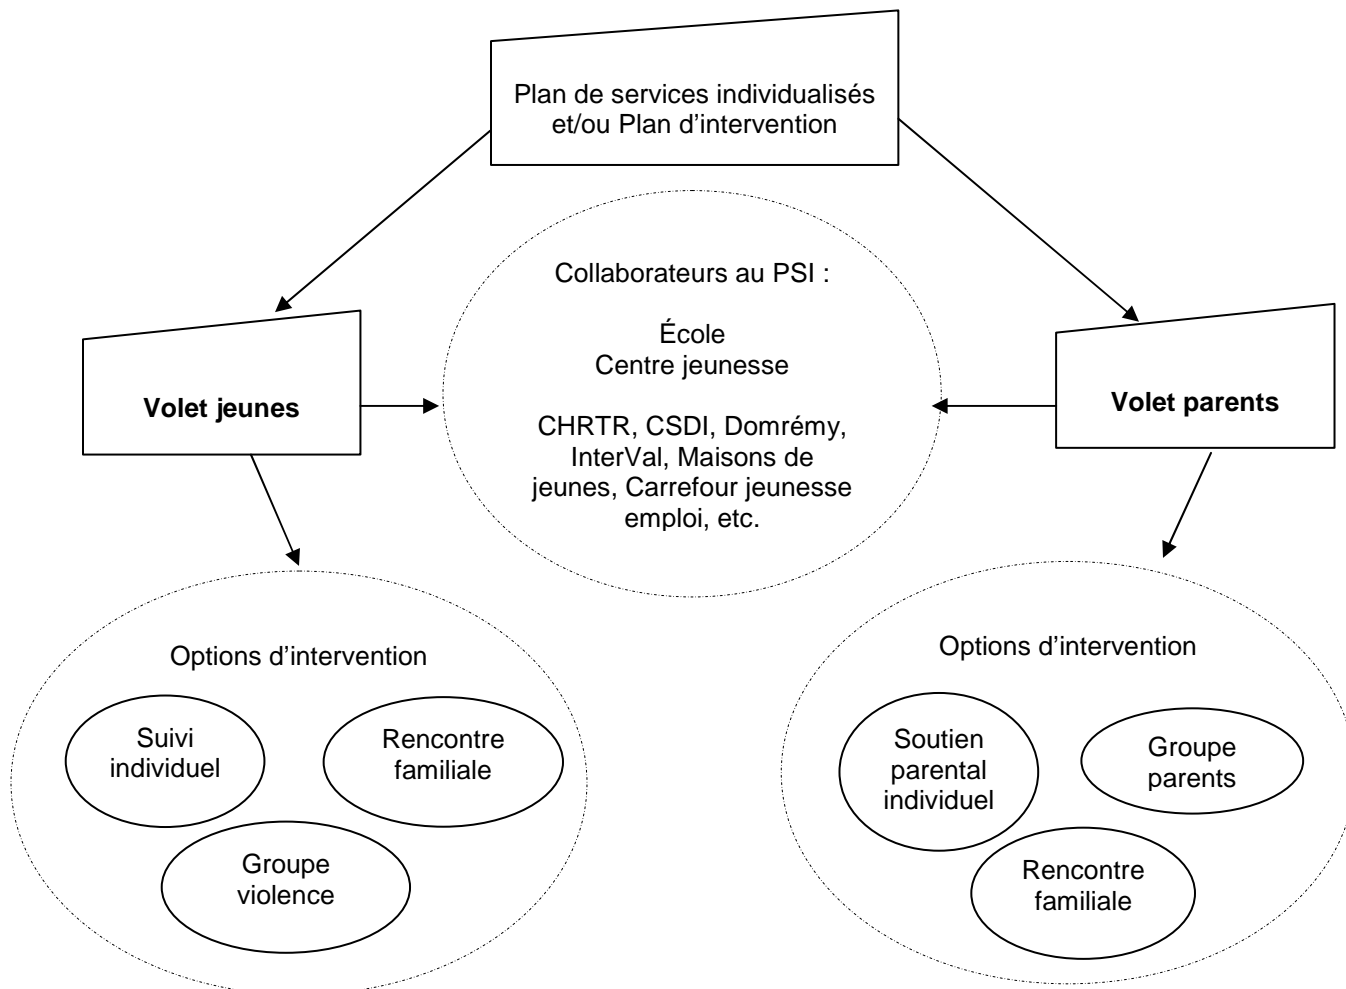 Plan de services individualisés
et/ou Plan d’intervention
Collaborateurs au PSI :
École
Centre jeunesse
CHRTR, CSDI, Domrémy,
InterVal, Maisons de
jeunes, Carrefour jeunesse
emploi, etc.
Volet jeunes
Volet parents
Options d’intervention
Suivi
individuel
Rencontre
familiale
Groupe
violence
Options d’intervention
Soutien
parental
individuel
Groupe
parents
Rencontre
familiale